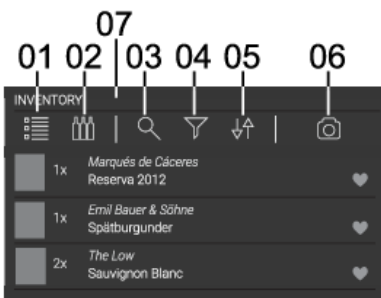 07
01 02 03 04 05 06
INVENTORY
1x Marqués de Cáceres
Reserva 2012
1x Emil Bauer & Söhne
Spätburgunder
2x The Low
Sauvignon Blanc